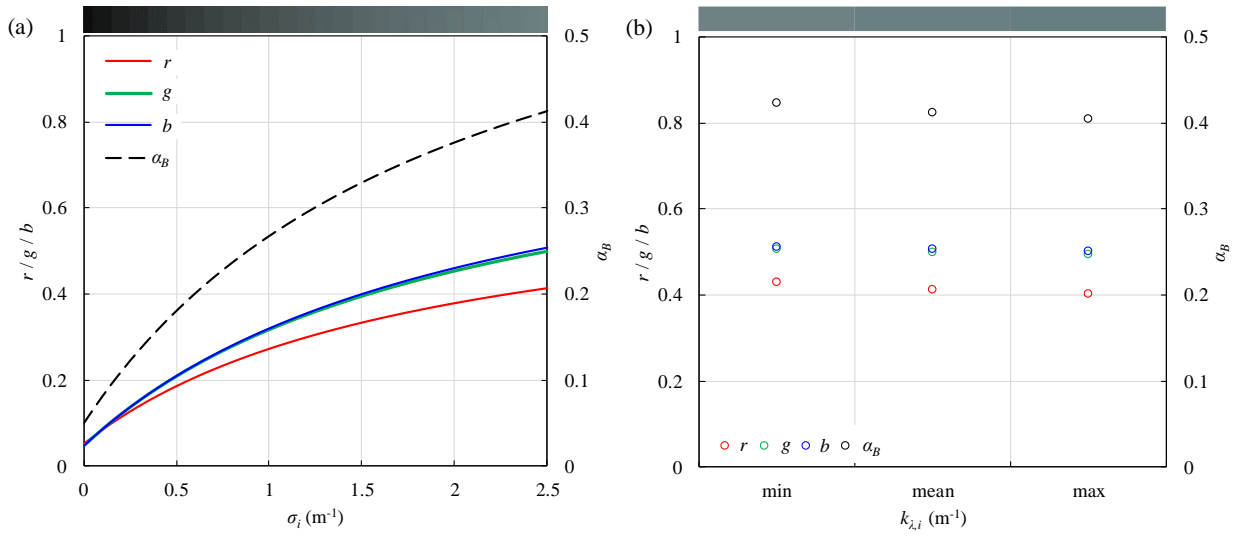 (a)
1
0.8
0.6
0.4
0.2
0
r / g / b
r
g
b
α_B
0.5
0.4
0.3
0.2
0.1
0
α_B
0 0.5 1 1.5 2 2.5
σ_i (m⁻¹)
(b)
1
0.8
0.6
0.4
0.2
0
r / g / b
r g b α_B
0.5
0.4
0.3
0.2
0.1
0
α_B
min mean max
k_λ,i (m⁻¹)